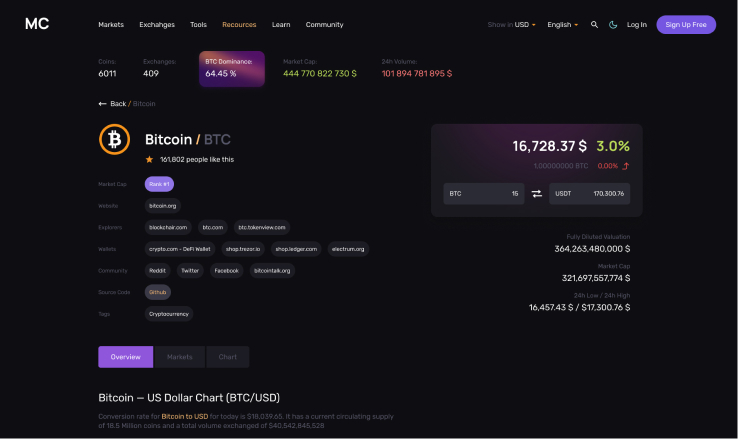 MC
Markets Exchahges Tools Recources Learn Community
Show in USD English Log In Sign Up Free
Coins: Exchanges: BTC Dominance: Market Cap: 24h Volume:
6011 409 64.45 % 444 770 822 730 $ 101 894 781 895 $
Back / Bitcoin
Bitcoin / BTC
161,802 people like this
16,728.37 $ 3.0%
1.00000000 BTC 0,00%
BTC 15 USDT 170,300.76
Market Cap Rank #1
Website bitcoin.org
Explorers blockchair.com btc.com btc.tokenview.com
Wallets crypto.com - DeFi Wallet shop.trezor.io shop.ledger.com electrum.org
Community Reddit Twitter Facebook bitcointalk.org
Source Code Github
Tags Cryptocurrency
Fully Diluted Valuation
364,263,480,000 $
Market Cap
321,697,557,774 $
24h Low / 24h High
16,457.43 $ / $17,300.76 $
Overview Markets Chart
Bitcoin — US Dollar Chart (BTC/USD)
Conversion rate for Bitcoin to USD for today is $18,039.65. It has a current circulating supply
of 18.5 Million coins and a total volume exchanged of $40,542,845,528